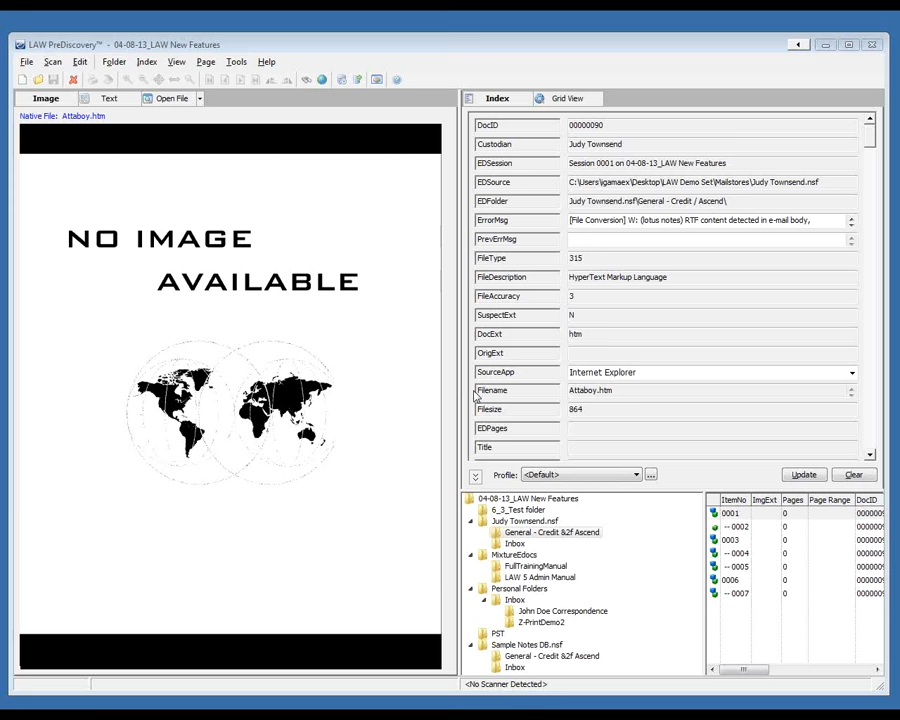 LAW PreDiscovery™ - 04-08-13_LAW New Features
File Scan Edit Folder Index View Page Tools Help
Image Text Open File
Native File: Attaboy.htm
NO IMAGE
AVAILABLE
Index Grid View
DocID 00000090
Custodian Judy Townsend
EDSession Session 0001 on 04-08-13_LAW New Features
EDSource C:\Users\jgamaex\Desktop\LAW Demo Set\Mailstores\Judy Townsend.nsf
EDFolder Judy Townsend.nsf\General - Credit / Ascend\
ErrorMsg [File Conversion] W: (lotus notes) RTF content detected in e-mail body,
PrevErrMsg
FileType 315
FileDescription HyperText Markup Language
FileAccuracy 3
SuspectExt N
DocExt htm
OrigExt
SourceApp Internet Explorer
Filename Attaboy.htm
Filesize 864
EDPages
Title
Profile: <Default> ... Update Clear
04-08-13_LAW New Features
6_3_Test folder
Judy Townsend.nsf
General - Credit &2f Ascend
Inbox
MixtureEdocs
FullTrainingManual
LAW 5 Admin Manual
Personal Folders
Inbox
John Doe Correspondence
Z-PrintDemo2
PST
Sample Notes DB.nsf
General - Credit &2f Ascend
Inbox
ItemNo ImgExt Pages Page Range DocID
0001 0 0000009
-- 0002 0 0000009
0003 0 0000009
-- 0004 0 0000009
-- 0005 0 0000009
0006 0 0000009
-- 0007 0 0000009
<No Scanner Detected>